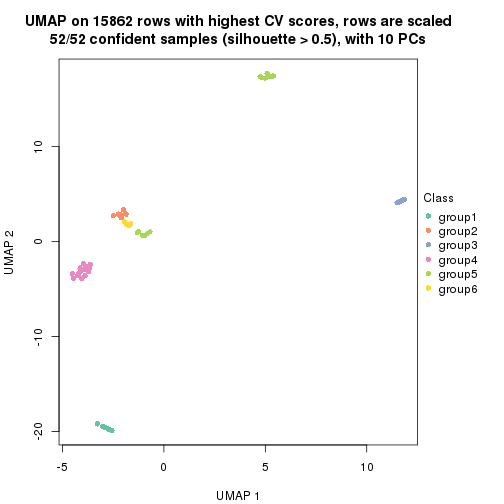 UMAP on 15862 rows with highest CV scores, rows are scaled
52/52 confident samples (silhouette > 0.5), with 10 PCs
10
0
-10
-20
UMAP 2
-5
0
5
10
UMAP 1
Class
group1
group2
group3
group4
group5
group6